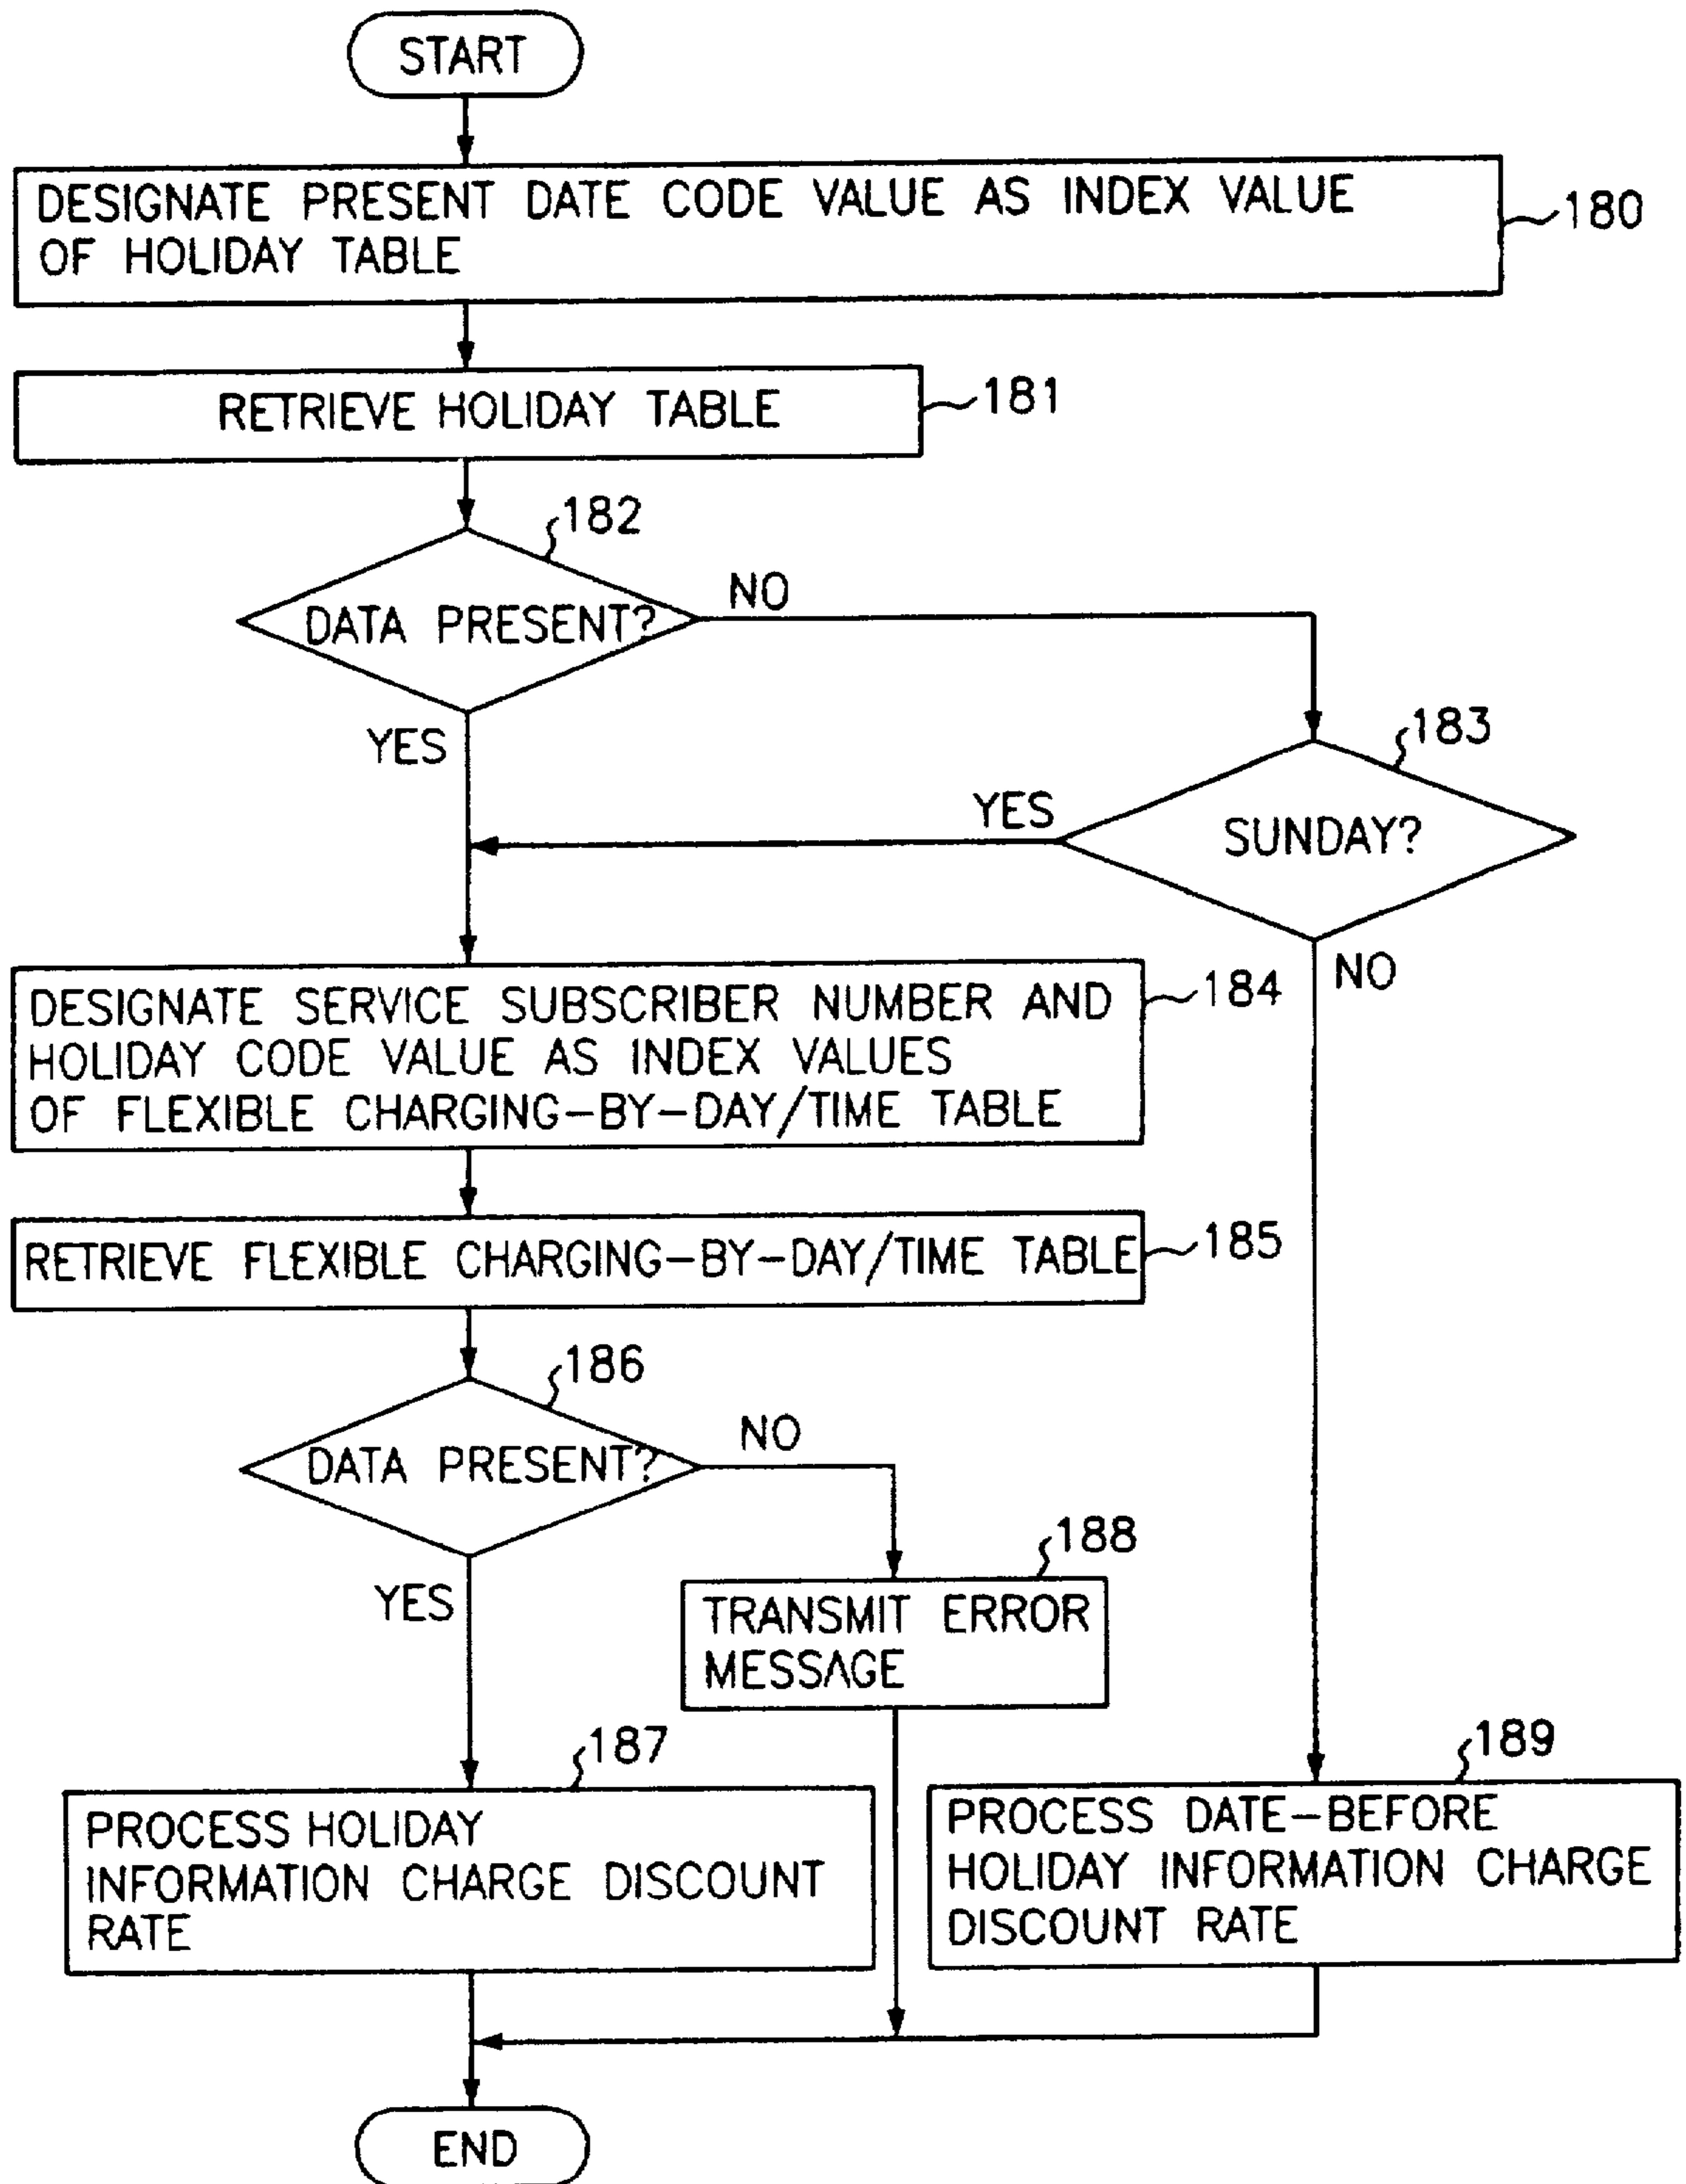 START
DESIGNATE PRESENT DATE CODE VALUE AS INDEX VALUE
OF HOLIDAY TABLE
180
RETRIEVE HOLIDAY TABLE
181
182
DATA PRESENT?
NO
YES
183
SUNDAY?
YES
NO
DESIGNATE SERVICE SUBSCRIBER NUMBER AND
HOLIDAY CODE VALUE AS INDEX VALUES
OF FLEXIBLE CHARGING-BY-DAY/TIME TABLE
184
RETRIEVE FLEXIBLE CHARGING-BY-DAY/TIME TABLE
185
186
DATA PRESENT?
NO
YES
188
TRANSMIT ERROR
MESSAGE
187
PROCESS HOLIDAY
INFORMATION CHARGE DISCOUNT
RATE
189
PROCESS DATE-BEFORE
HOLIDAY INFORMATION CHARGE
DISCOUNT RATE
END